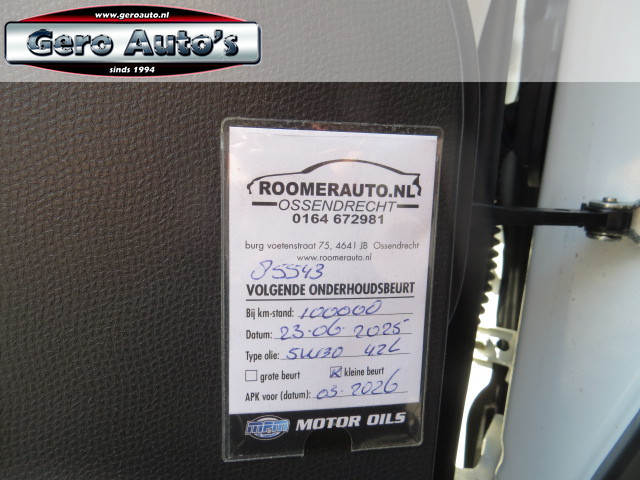 www.geroauto.nl
Gero Auto's
sinds 1994
ROOMERAUTO.NL
OSSENDRECHT
0164 672981
burg voetenstraat 75, 4641 JB Ossendrecht
www.roomerauto.nl
85543
VOLGENDE ONDERHOUDSBEURT
Bij km-stand: 100000
Datum: 23-06-2025
Type olie: 5W30 42L
grote beurt kleine beurt
APK voor (datum): 03-2026
MOTOR OILS